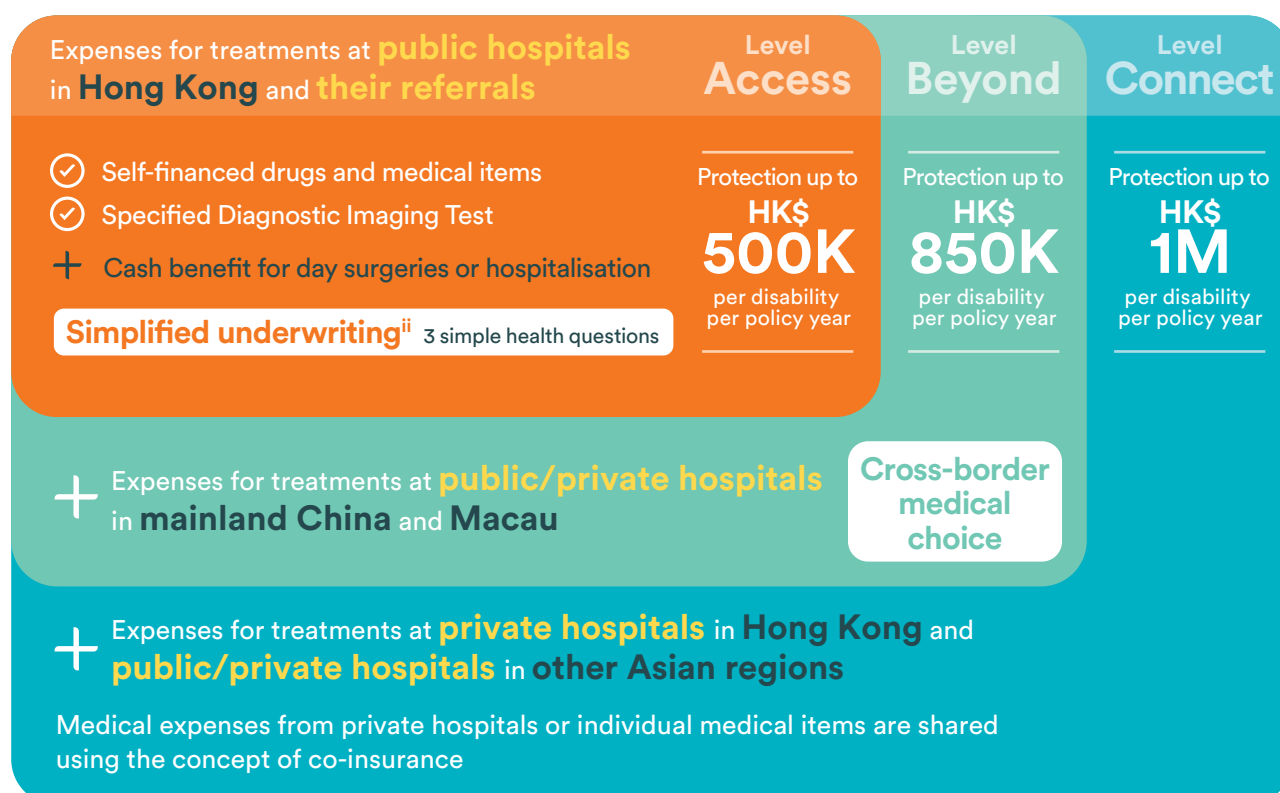 Expenses for treatments at public hospitals
in Hong Kong and their referrals
Level
Access
Level
Beyond
Level
Connect
Self-financed drugs and medical items
Specified Diagnostic Imaging Test
+ Cash benefit for day surgeries or hospitalisation
Simplified underwritingⁱⁱ 3 simple health questions
Protection up to
HK$
500K
per disability
per policy year
Protection up to
HK$
850K
per disability
per policy year
Protection up to
HK$
1M
per disability
per policy year
+ Expenses for treatments at public/private hospitals
in mainland China and Macau
Cross-border
medical
choice
+ Expenses for treatments at private hospitals in Hong Kong and
public/private hospitals in other Asian regions
Medical expenses from private hospitals or individual medical items are shared
using the concept of co-insurance